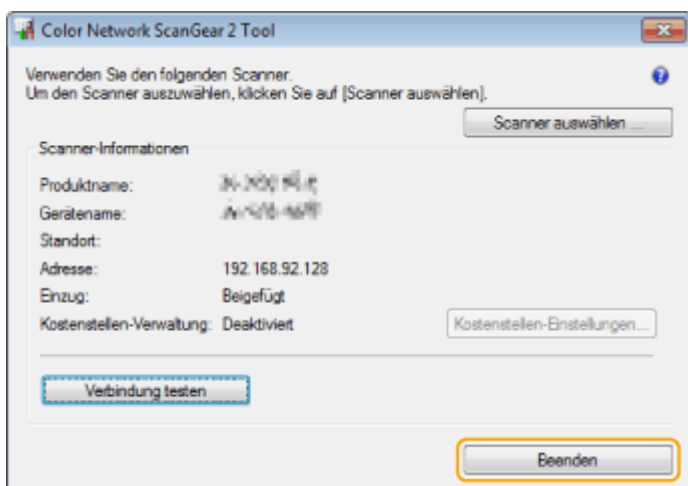 Color Network ScanGear 2 Tool
Verwenden Sie den folgenden Scanner.
Um den Scanner auszuwählen, klicken Sie auf [Scanner auswählen].
Scanner auswählen ...
Scanner-Informationen
Produktname:
Gerätename:
Standort:
Adresse: 192.168.92.128
Einzug: Beigefügt
Kostenstellen-Verwaltung: Deaktiviert Kostenstellen-Einstellungen...
Verbindung testen
Beenden